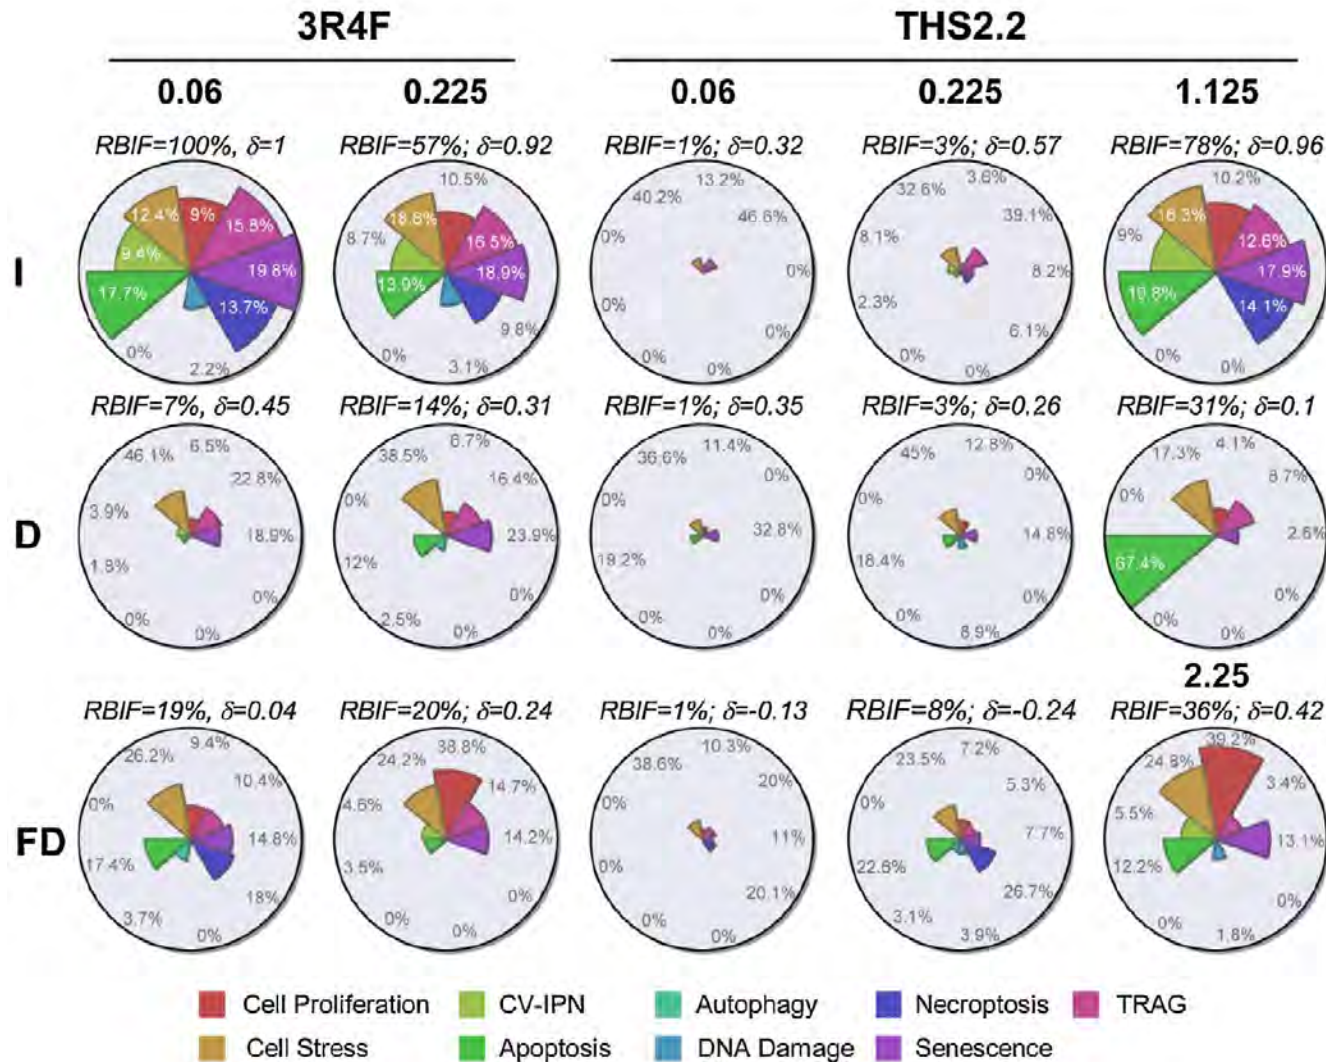 3R4F THS2.2
0.06 0.225 0.06 0.225 1.125
RBIF=100%, δ=1 RBIF=57%; δ=0.92 RBIF=1%; δ=0.32 RBIF=3%; δ=0.57 RBIF=78%; δ=0.96
I
12.4% 9% 15.8% 19.8% 13.7% 2.2% 0% 17.7% 9.4%
18.8% 10.5% 16.5% 18.9% 9.8% 3.1% 0% 13.9% 8.7%
40.2% 13.2% 46.6% 0% 0% 0% 0% 0% 0%
32.6% 3.6% 39.1% 8.2% 6.1% 0% 0% 2.3% 8.1%
16.3% 10.2% 12.6% 17.9% 14.1% 0% 0% 19.8% 9%
RBIF=7%, δ=0.45 RBIF=14%; δ=0.31 RBIF=1%; δ=0.35 RBIF=3%; δ=0.26 RBIF=31%; δ=0.1
D
46.1% 6.5% 22.8% 18.9% 0% 0% 0% 1.8% 3.9%
38.5% 6.7% 16.4% 23.9% 0% 0% 2.5% 12% 0%
36.6% 11.4% 0% 32.8% 0% 0% 0% 19.2% 0%
45% 12.8% 0% 14.8% 0% 8.9% 0% 18.4% 0%
17.3% 4.1% 8.7% 2.6% 0% 0% 0% 67.4% 0%
2.25
RBIF=19%, δ=0.04 RBIF=20%; δ=0.24 RBIF=1%; δ=-0.13 RBIF=8%; δ=-0.24 RBIF=36%; δ=0.42
FD
26.2% 9.4% 10.4% 14.8% 18% 0% 3.7% 17.4% 0%
24.2% 38.8% 14.7% 14.2% 0% 0% 0% 3.5% 4.6%
38.6% 10.3% 20% 11% 20.1% 0% 0% 0% 0%
23.5% 7.2% 5.3% 7.7% 26.7% 3.9% 3.1% 22.6% 0%
24.8% 39.2% 3.4% 13.1% 0% 1.8% 0% 12.2% 5.5%
Cell Proliferation CV-IPN Autophagy Necroptosis TRAG
Cell Stress Apoptosis DNA Damage Senescence